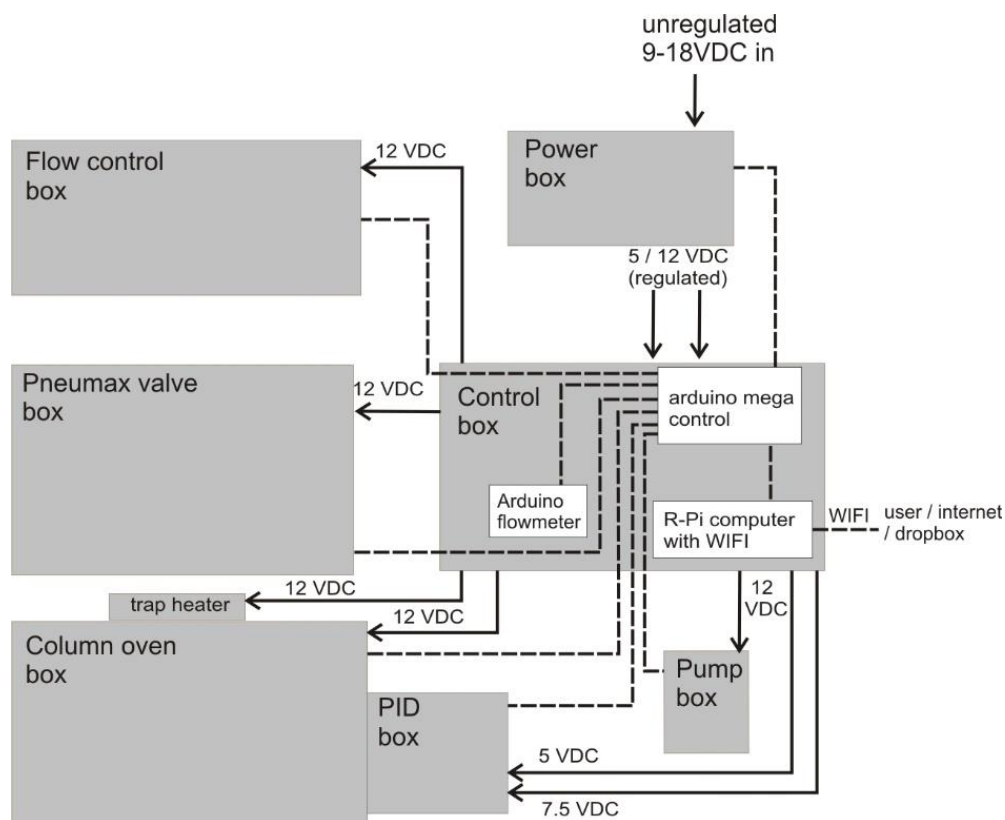 unregulated
9-18VDC in
Flow control
box
12 VDC
Power
box
5 / 12 VDC
(regulated)
Pneumax valve
box
12 VDC
Control
box
arduino mega
control
Arduino
flowmeter
R-Pi computer
with WIFI
WIFI
user / internet
/ dropbox
12 VDC
trap heater
12 VDC
12
VDC
Column oven
box
PID
box
Pump
box
5 VDC
7.5 VDC